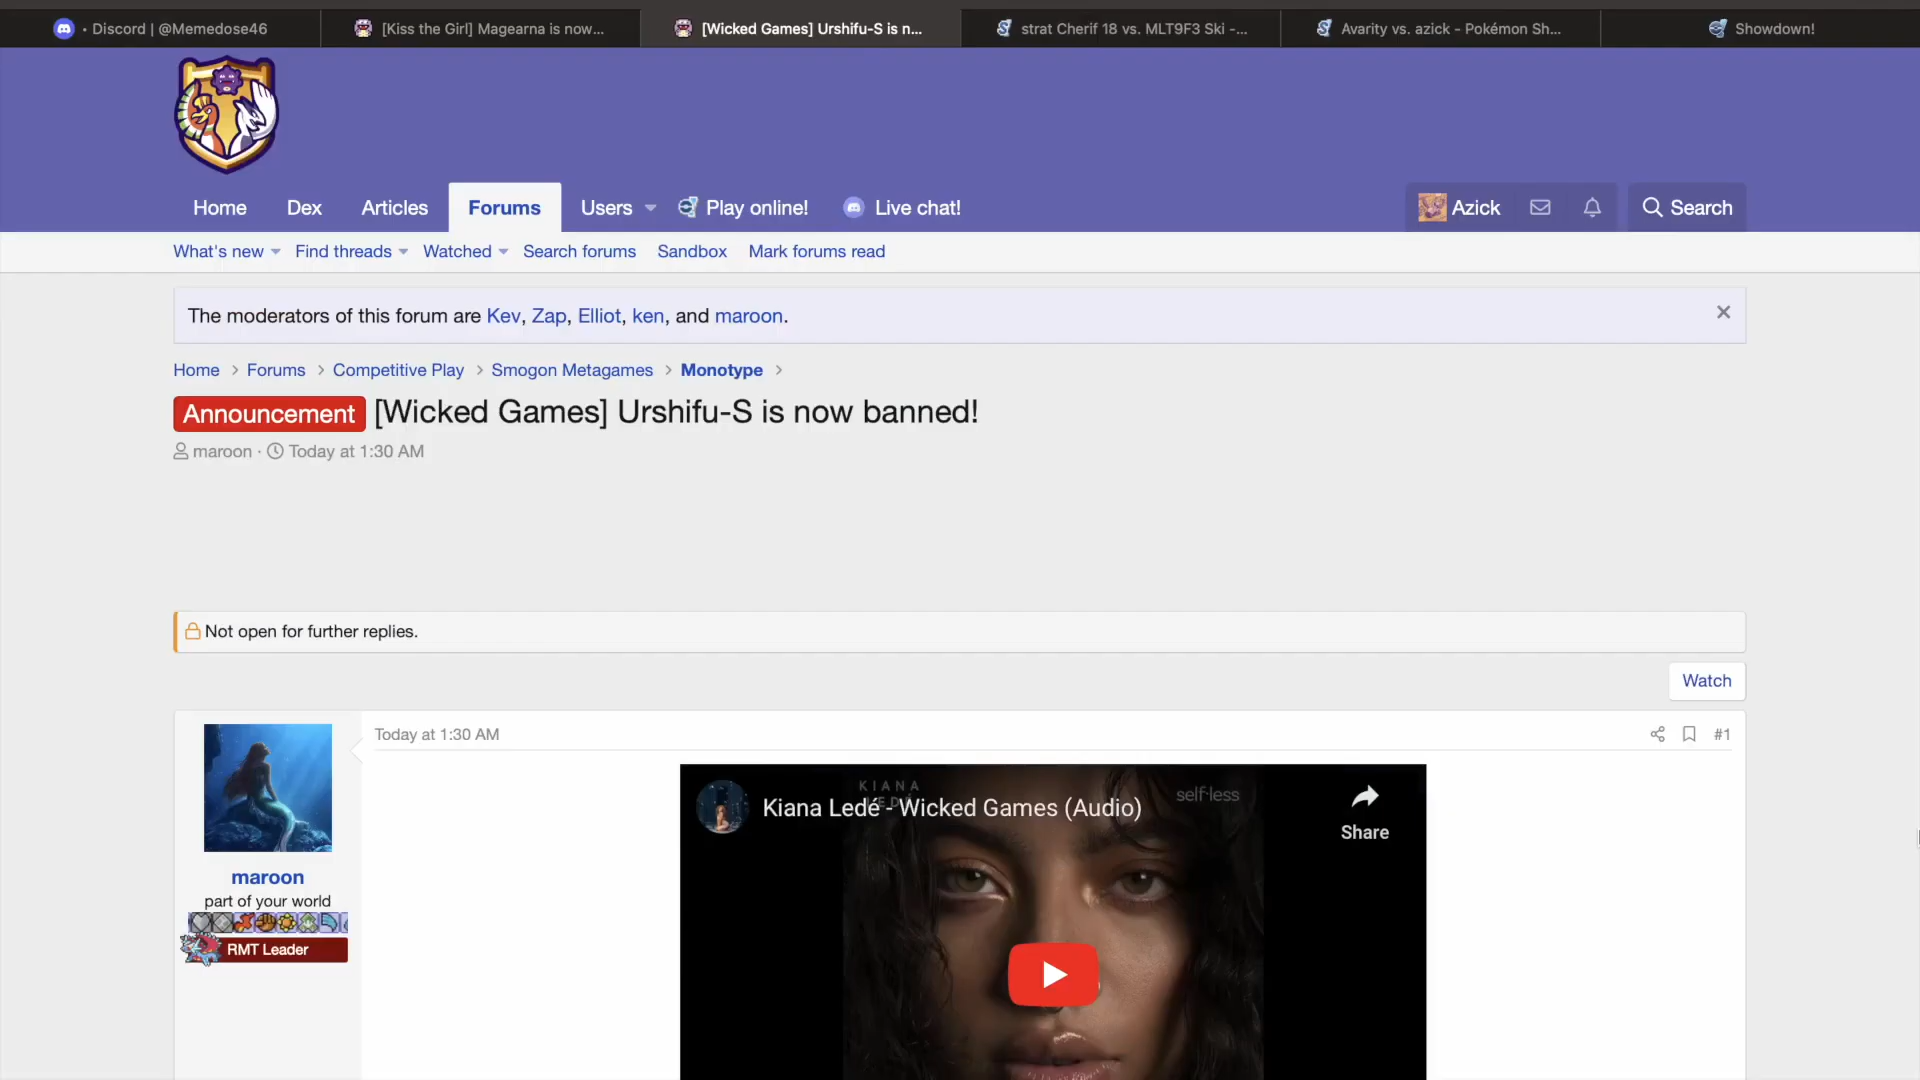 • Discord | @Memedose46
[Kiss the Girl] Magearna is now...
[Wicked Games] Urshifu-S is n...
strat Cherif 18 vs. MLT9F3 Ski -...
Avarity vs. azick - Pokémon Sh...
Showdown!
Home
Dex
Articles
Forums
Users
Play online!
Live chat!
Azick
Search
What's new
Find threads
Watched
Search forums
Sandbox
Mark forums read
The moderators of this forum are Kev, Zap, Elliot, ken, and maroon.
Home > Forums > Competitive Play > Smogon Metagames > Monotype >
Announcement [Wicked Games] Urshifu-S is now banned!
maroon · Today at 1:30 AM
Not open for further replies.
Watch
Today at 1:30 AM
#1
KIANA
LEDÉ
self-less
Kiana Ledé - Wicked Games (Audio)
Share
maroon
part of your world
RMT Leader